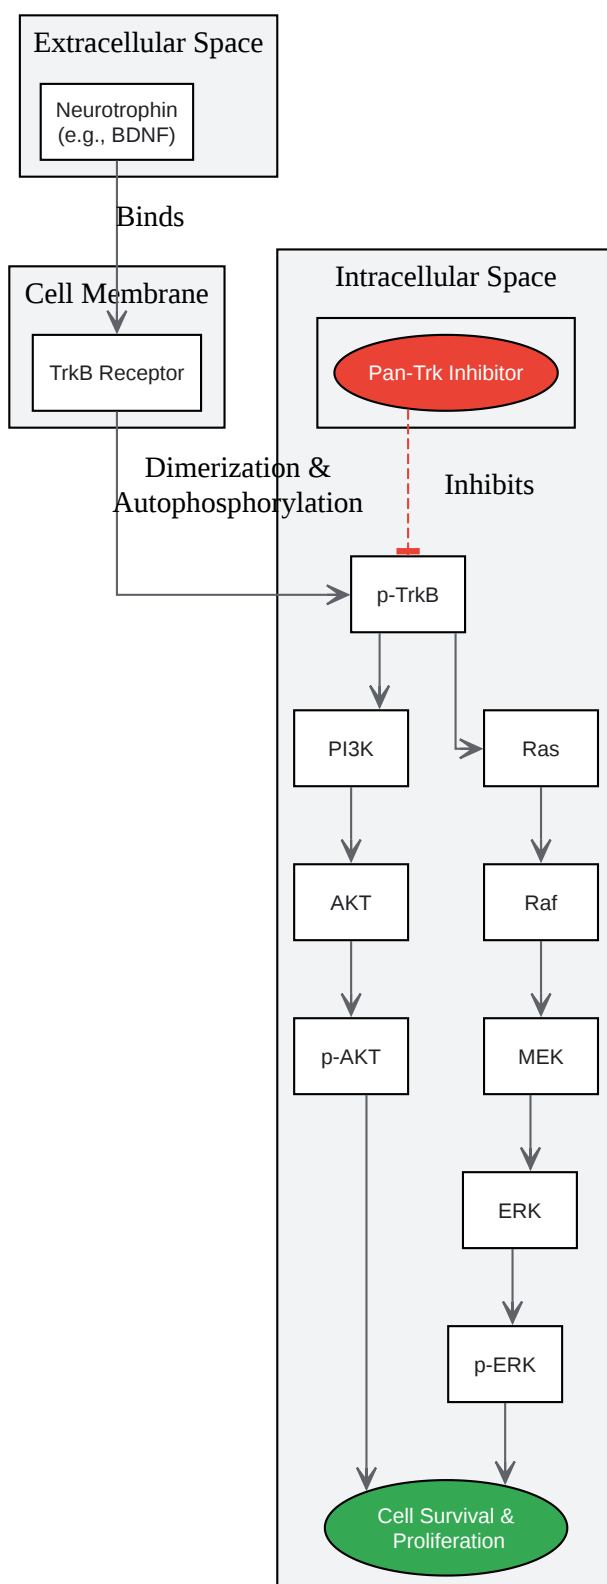 Extracellular Space
Neurotrophin
(e.g., BDNF)
Binds
Cell Membrane
TrkB Receptor
Intracellular Space
Pan-Trk Inhibitor
Dimerization &
Autophosphorylation
Inhibits
p-TrkB
PI3K
Ras
AKT
Raf
p-AKT
MEK
ERK
p-ERK
Cell Survival &
Proliferation